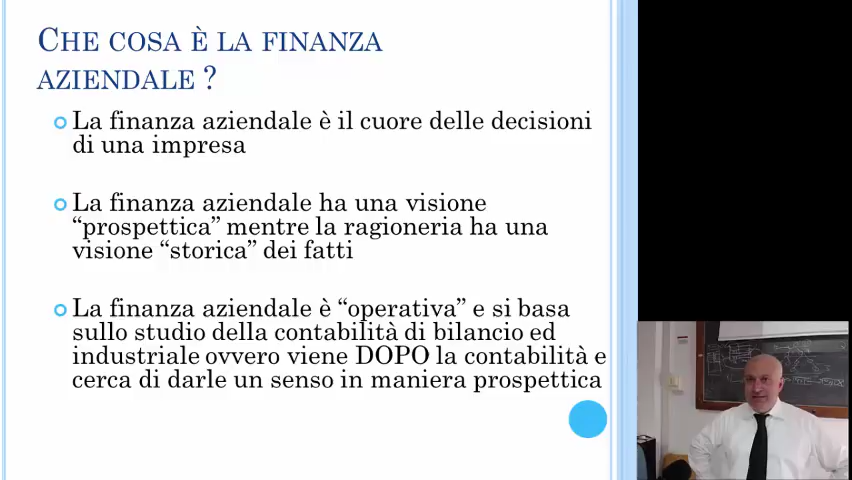 CHE COSA È LA FINANZA
AZIENDALE ?
La finanza aziendale è il cuore delle decisioni
di una impresa
La finanza aziendale ha una visione
“prospettica” mentre la ragioneria ha una
visione “storica” dei fatti
La finanza aziendale è “operativa” e si basa
sullo studio della contabilità di bilancio ed
industriale ovvero viene DOPO la contabilità e
cerca di darle un senso in maniera prospettica